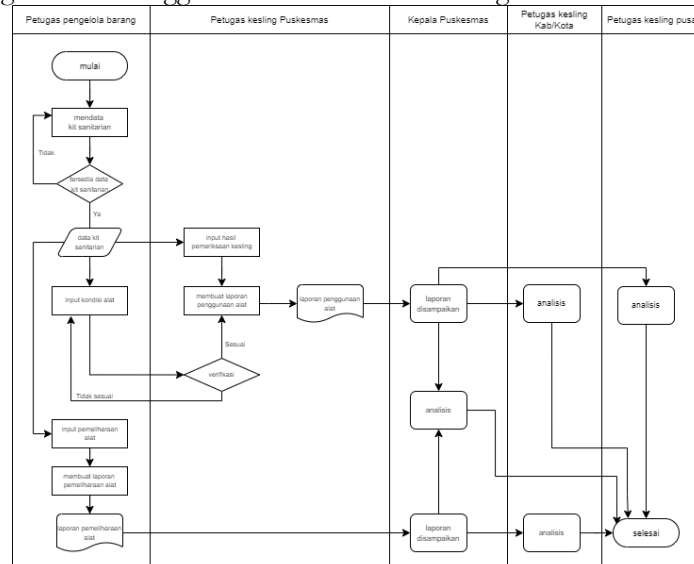 Petugas pengelola barang
Petugas kesling Puskesmas
Kepala Puskesmas
Petugas kesling
Kab/Kota
Petugas kesling pusa
mulai
mendata
kit sanitarian
Tidak
tersedia data
kit sanitarian
Ya
data kit
sanitarian
input hasil
pemeriksaan kesling
input kondisi alat
membuat laporan
penggunaan alat
laporan penggunaan
alat
laporan
disampaikan
analisis
analisis
Sesuai
verifikasi
Tidak sesuai
analisis
input pemeliharaan
alat
membuat laporan
pemeliharaan alat
laporan pemeliharaan
alat
laporan
disampaikan
analisis
selesai